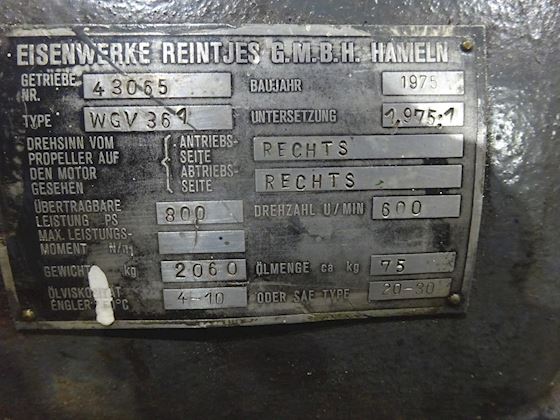 EISENWERKE REINTJES G.M.B.H. HAMELN
GETRIEBE NR. 43065 BAUJAHR 1975
TYPE WGV 361 UNTERSETZUNG 1,975:1
DREHSINN VOM PROPELLER AUF DEN MOTOR GESEHEN
ANTRIEBS-SEITE RECHTS
ABTRIEBS-SEITE RECHTS
ÜBERTRAGBARE LEISTUNG PS 800 DREHZAHL U/MIN 600
MAX. LEISTUNGS-MOMENT
GEWICHT kg 2060 ÖLMENGE ca kg 75
ÖLVISKOSITÄT ENGLER °C 4-10 ODER SAE TYPE 20-30